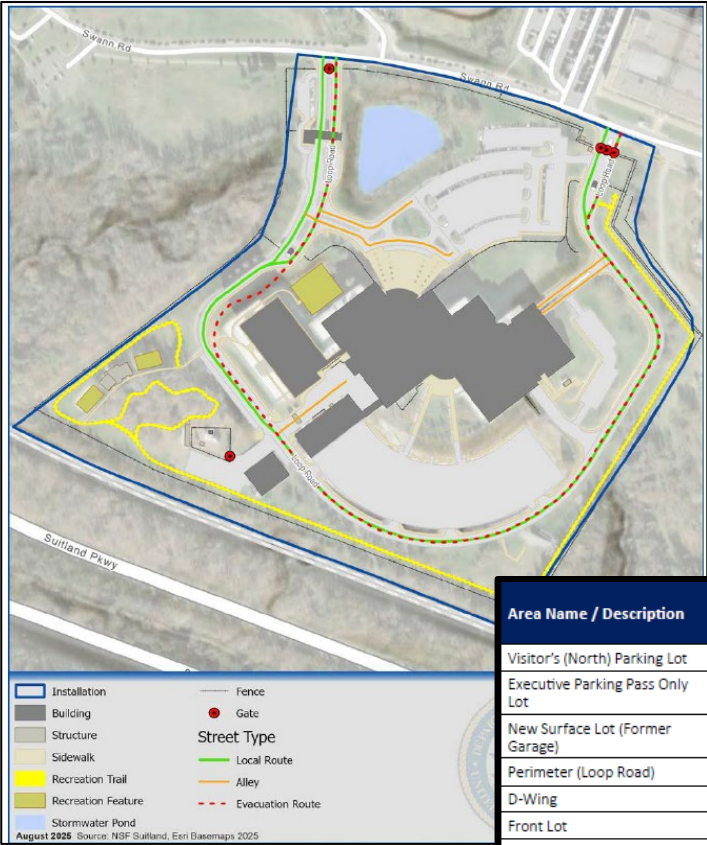 Swann Rd
Swann Rd
Loop Road
Loop Road
Loop Road
Suitland Pkwy
Installation
Building
Structure
Sidewalk
Recreation Trail
Recreation Feature
Stormwater Pond
Fence
Gate
Street Type
Local Route
Alley
Evacuation Route
August 2025 Source: NSF Suitland, Esri Basemaps 2025
Area Name / Description
Visitor's (North) Parking Lot
Executive Parking Pass Only
Lot
New Surface Lot (Former
Garage)
Perimeter (Loop Road)
D-Wing
Front Lot